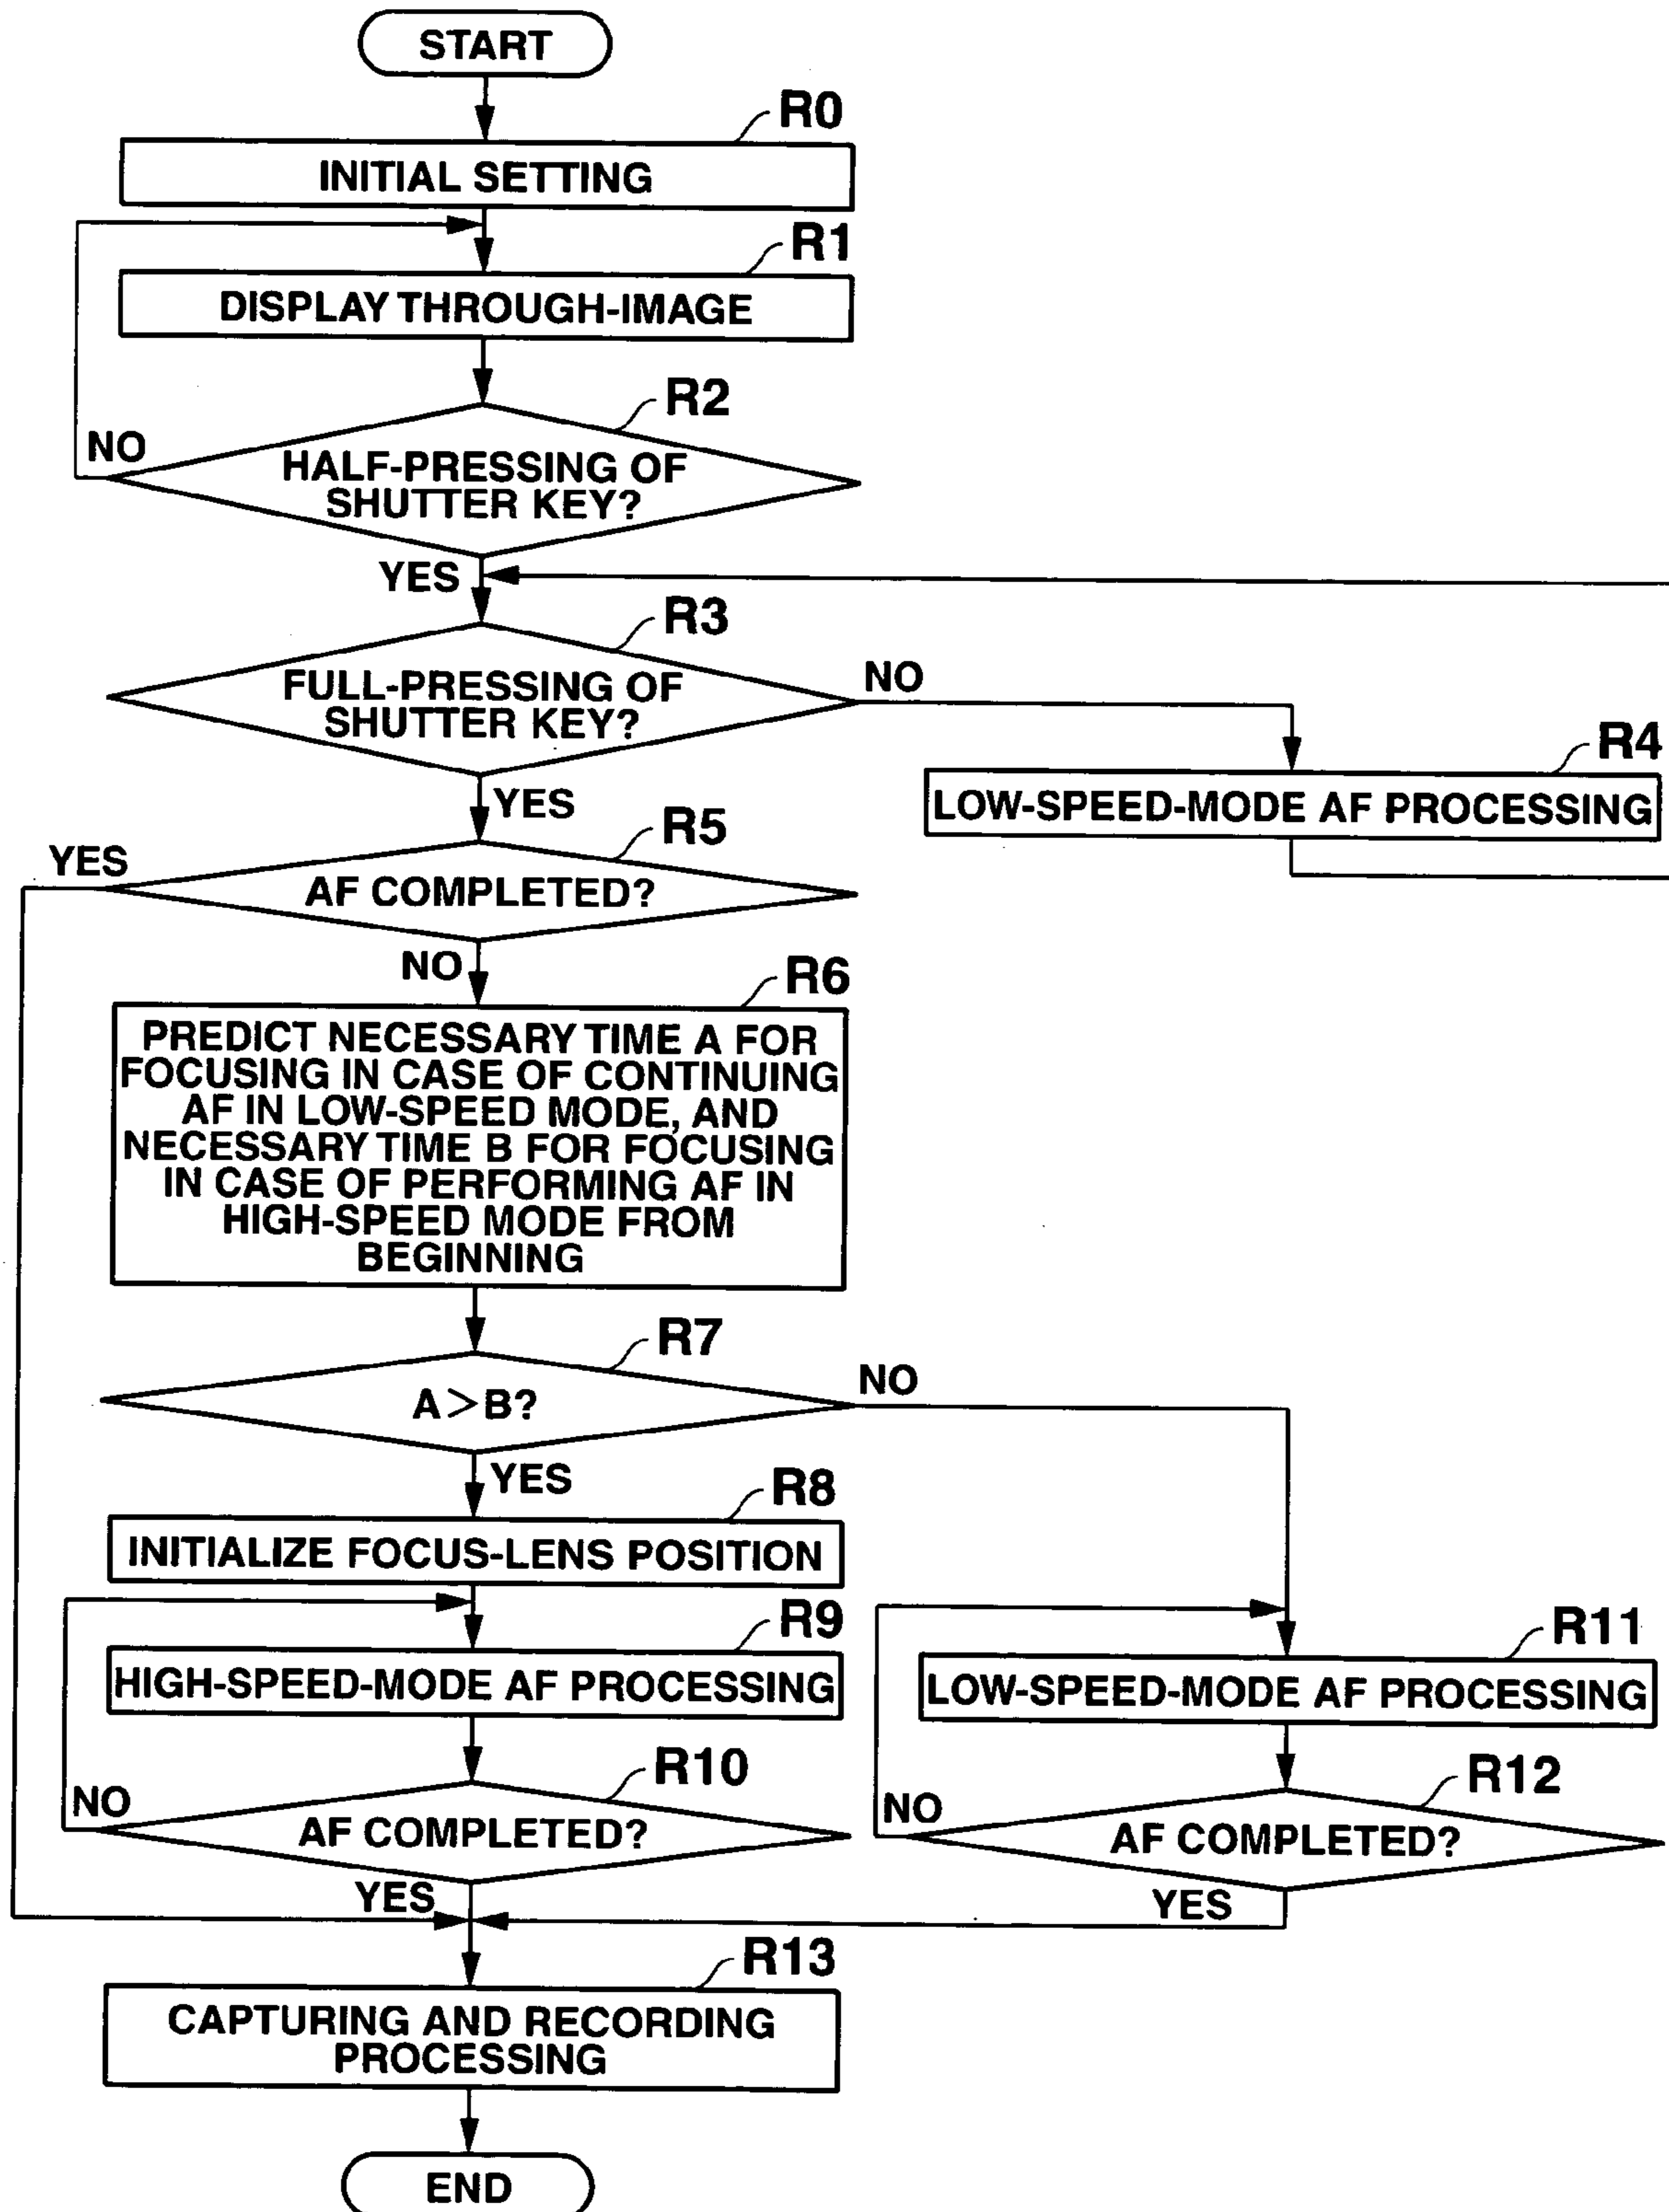 START
R0
INITIAL SETTING
R1
DISPLAY THROUGH-IMAGE
R2
NO
HALF-PRESSING OF
SHUTTER KEY?
YES
R3
FULL-PRESSING OF
SHUTTER KEY?
NO
R4
LOW-SPEED-MODE AF PROCESSING
YES
R5
YES
AF COMPLETED?
NO
R6
PREDICT NECESSARY TIME A FOR
FOCUSING IN CASE OF CONTINUING
AF IN LOW-SPEED MODE, AND
NECESSARY TIME B FOR FOCUSING
IN CASE OF PERFORMING AF IN
HIGH-SPEED MODE FROM
BEGINNING
R7
A>B?
NO
YES
R8
INITIALIZE FOCUS-LENS POSITION
R9
HIGH-SPEED-MODE AF PROCESSING
R11
LOW-SPEED-MODE AF PROCESSING
R10
NO
AF COMPLETED?
YES
R12
NO
AF COMPLETED?
YES
R13
CAPTURING AND RECORDING
PROCESSING
END